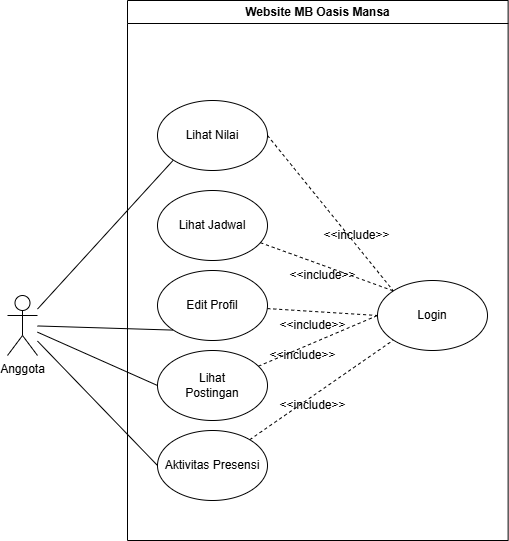 Website MB Oasis Mansa
Lihat Nilai
Lihat Jadwal
<<include>>
<<include>>
Edit Profil
<<include>>
Login
Anggota
Lihat
Postingan
<<include>>
<<include>>
Aktivitas Presensi